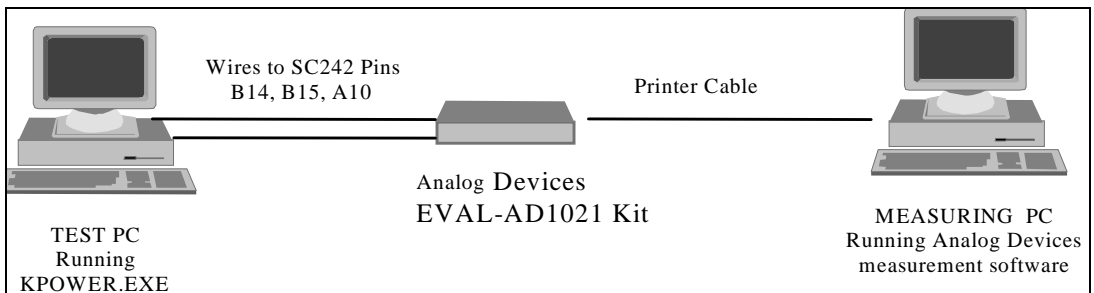 Wires to SC242 Pins
B14, B15, A10
Printer Cable
Analog Devices
EVAL-AD1021 Kit
TEST PC
Running
KPOWER.EXE
MEASURING PC
Running Analog Devices
measurement software